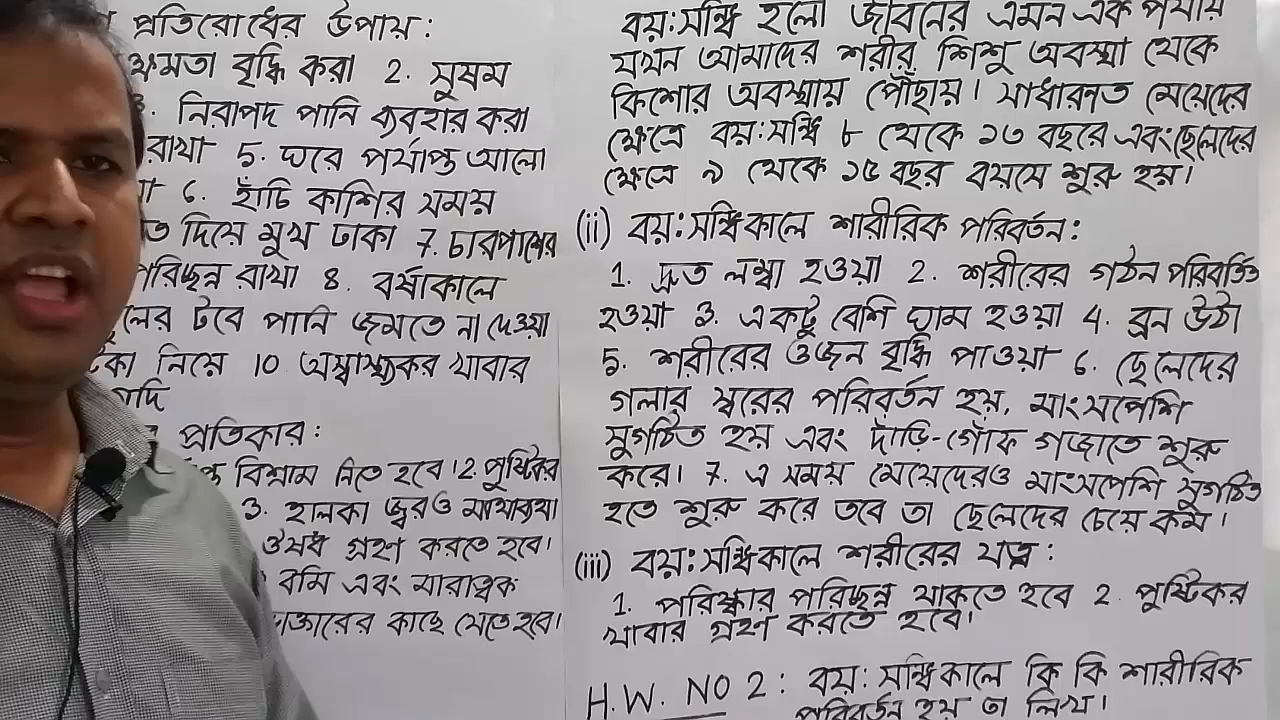 প্রতিরোধের উপায় :
ক্ষমতা বৃদ্ধি করা 2. সুষম
3. নিরাপদ পানি ব্যবহার করা
রাখা 5. ঘরে পর্যাপ্ত আলো
6. হাঁচি কাশির সময়
দিয়ে মুখ ঢাকা 7. চারপাশের
পরিচ্ছন্ন রাখা 8. বর্ষাকালে
টবে পানি জমতে না দেওয়া
নিয়ে 10 অস্বাস্থ্যকর খাবার
প্রতিকার :
বিশ্রাম নিতে হবে। 2. পুষ্টিকর
3. হালকা জ্বর ও মাথাব্যথা
ঔষধ গ্রহণ করতে হবে।
বমি এবং মারাত্বক
ডাক্তারের কাছে যেতে হবে।
বয়ঃসন্ধি হলো জীবনের এমন এক পর্যায়
যখন আমাদের শরীর শিশু অবস্থা থেকে
কিশোর অবস্থায় পৌঁছায়। সাধারণত মেয়েদের
ক্ষেত্রে বয়ঃসন্ধি ৮ থেকে ১৩ বছরে এবং ছেলেদের
ক্ষেত্রে ৯ থেকে ১৫ বছর বয়সে শুরু হয়।
(ii) বয়ঃসন্ধিকালে শারীরিক পরিবর্তন :
1. দ্রুত লম্বা হওয়া 2. শরীরের গঠন পরিবর্তিত
হওয়া 3. একটু বেশি ঘাম হওয়া 4. ব্রন উঠা
5. শরীরের ওজন বৃদ্ধি পাওয়া 6. ছেলেদের
গলার স্বরের পরিবর্তন হয়, মাংসপেশি
সুগঠিত হয় এবং দাঁড়ি-গোঁফ গজাতে শুরু
করে। 7. এ সময় মেয়েদেরও মাংসপেশি সুগঠিত
হতে শুরু করে তবে তা ছেলেদের চেয়ে কম।
(iii) বয়ঃসন্ধিকালে শরীরের যত্ন :
1. পরিষ্কার পরিচ্ছন্ন থাকতে হবে 2. পুষ্টিকর
খাবার গ্রহণ করতে হবে।
H.W. NO 2 : বয়ঃসন্ধিকালে কি কি শারীরিক
পরিবর্তন হয় তা লিখ।